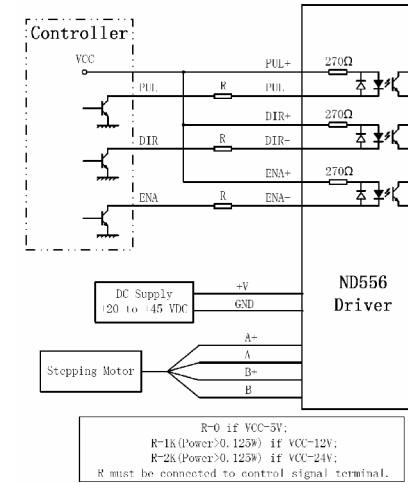 Controller
VCC
PUL+ 270Ω
PUL R PUL
DIR+ 270Ω
DIR R DIR-
ENA+ 270Ω
ENA R ENA-
ND556
Driver
DC Supply
+20 to +45 VDC
+V
GND
Stepping Motor
A+
A
B+
B
R=0 if VCC=5V;
R=1K(Power>0.125W) if VCC=12V;
R=2K(Power>0.125W) if VCC=24V;
R must be connected to control signal terminal.